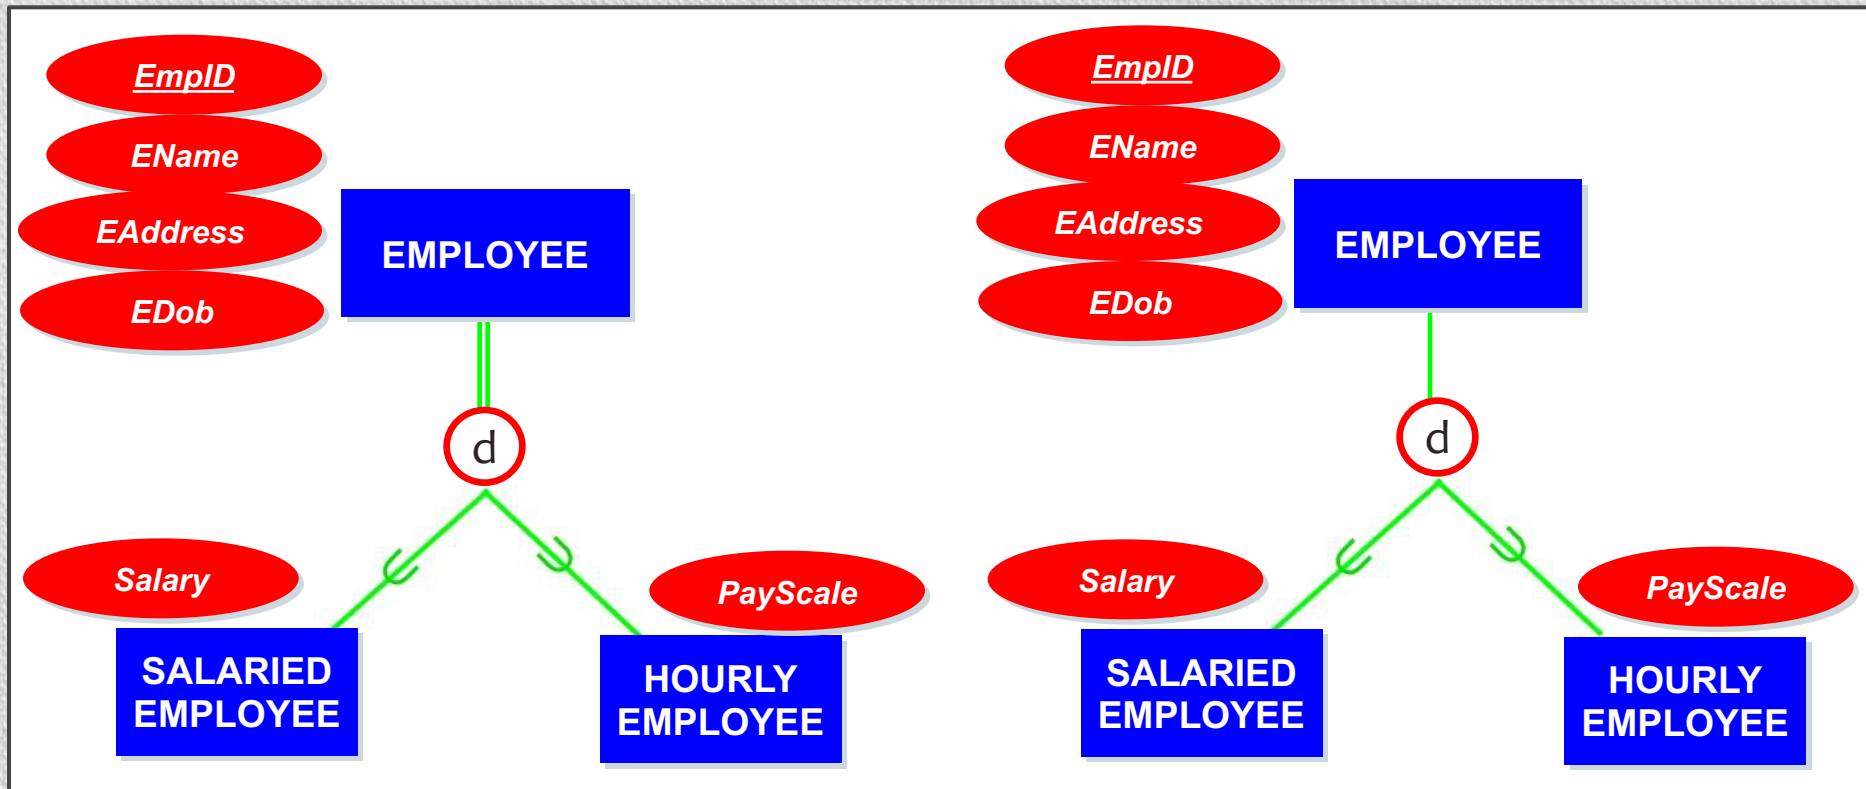 EmpID
EName
EAddress
EDob
EMPLOYEE
d
Salary
PayScale
SALARIED
EMPLOYEE
HOURLY
EMPLOYEE
EmpID
EName
EAddress
EDob
EMPLOYEE
d
Salary
PayScale
SALARIED
EMPLOYEE
HOURLY
EMPLOYEE